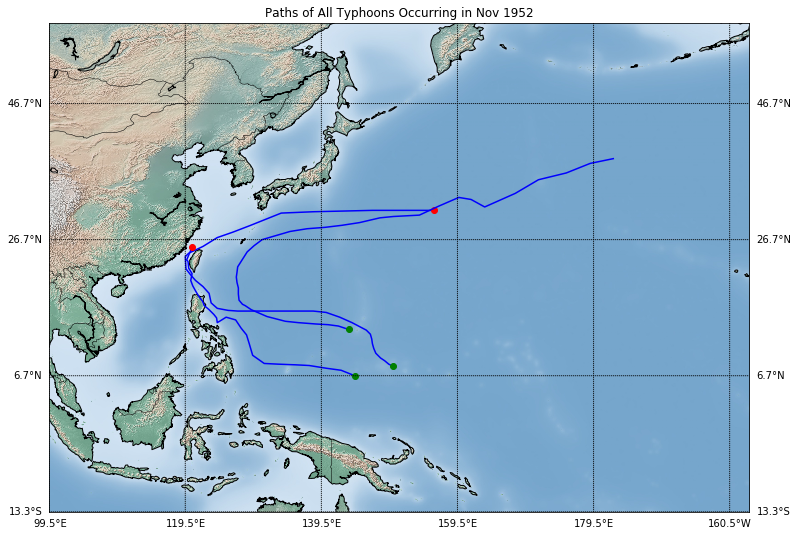 Paths of All Typhoons Occurring in Nov 1952
46.7°N 46.7°N
26.7°N 26.7°N
6.7°N 6.7°N
13.3°S 13.3°S
99.5°E 119.5°E 139.5°E 159.5°E 179.5°E 160.5°W